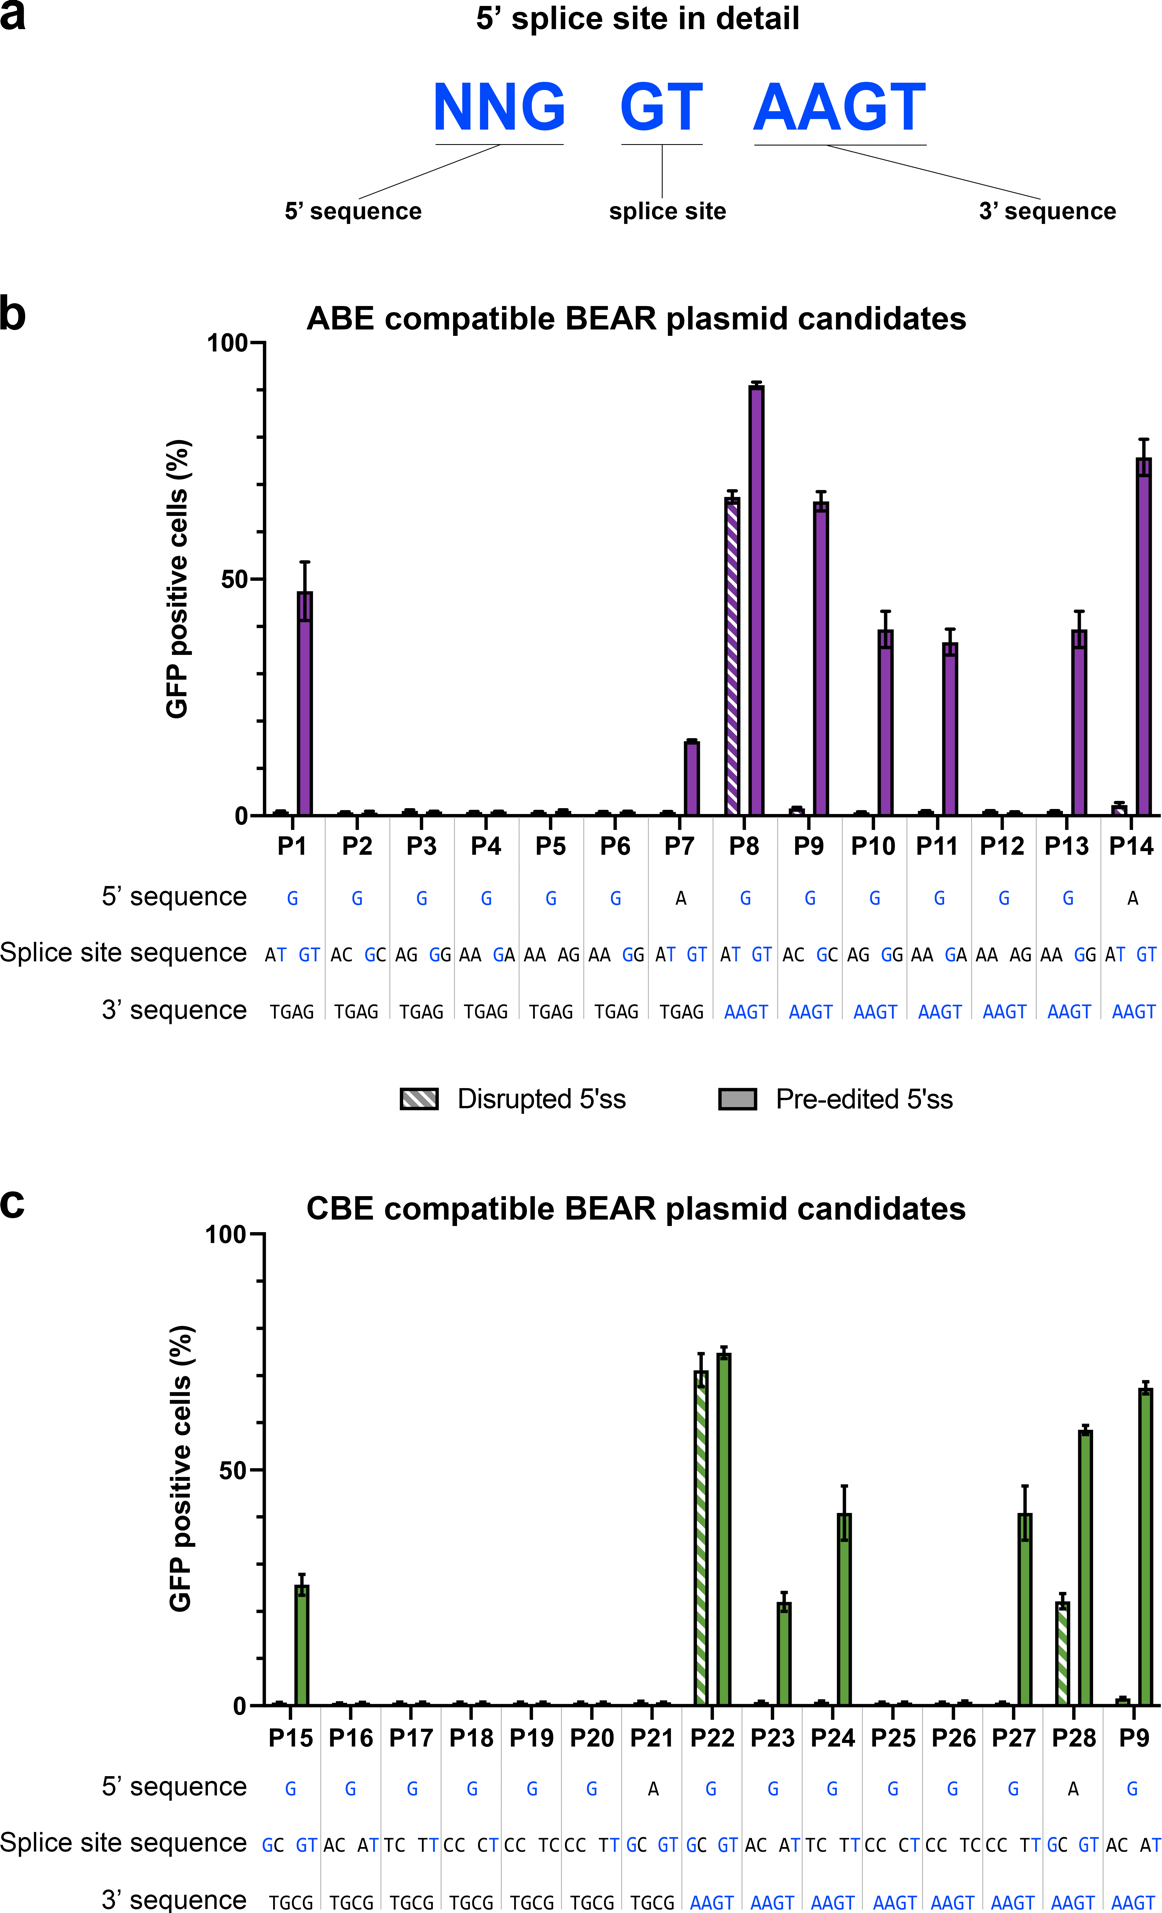 a
5’ splice site in detail
NNG GT AAGT
5’ sequence splice site 3’ sequence
b
ABE compatible BEAR plasmid candidates
GFP positive cells (%)
100
50
0
P1 P2 P3 P4 P5 P6 P7 P8 P9 P10 P11 P12 P13 P14
5’ sequence G G G G G G A G G G G G G A
Splice site sequence AT GT AC GC AG GG AA GA AA AG AA GG AT GT AT GT AC GC AG GG AA GA AA AG AA GG AT GT
3’ sequence TGAG TGAG TGAG TGAG TGAG TGAG TGAG AAGT AAGT AAGT AAGT AAGT AAGT AAGT
Disrupted 5'ss Pre-edited 5'ss
c
CBE compatible BEAR plasmid candidates
GFP positive cells (%)
100
50
0
P15 P16 P17 P18 P19 P20 P21 P22 P23 P24 P25 P26 P27 P28 P9
5’ sequence G G G G G G A G G G G G G A G
Splice site sequence GC GT AC AT TC TT CC CT CC TC CC TT GC GT GC GT AC AT TC TT CC CT CC TC CC TT GC GT AC AT
3’ sequence TGCG TGCG TGCG TGCG TGCG TGCG TGCG AAGT AAGT AAGT AAGT AAGT AAGT AAGT AAGT